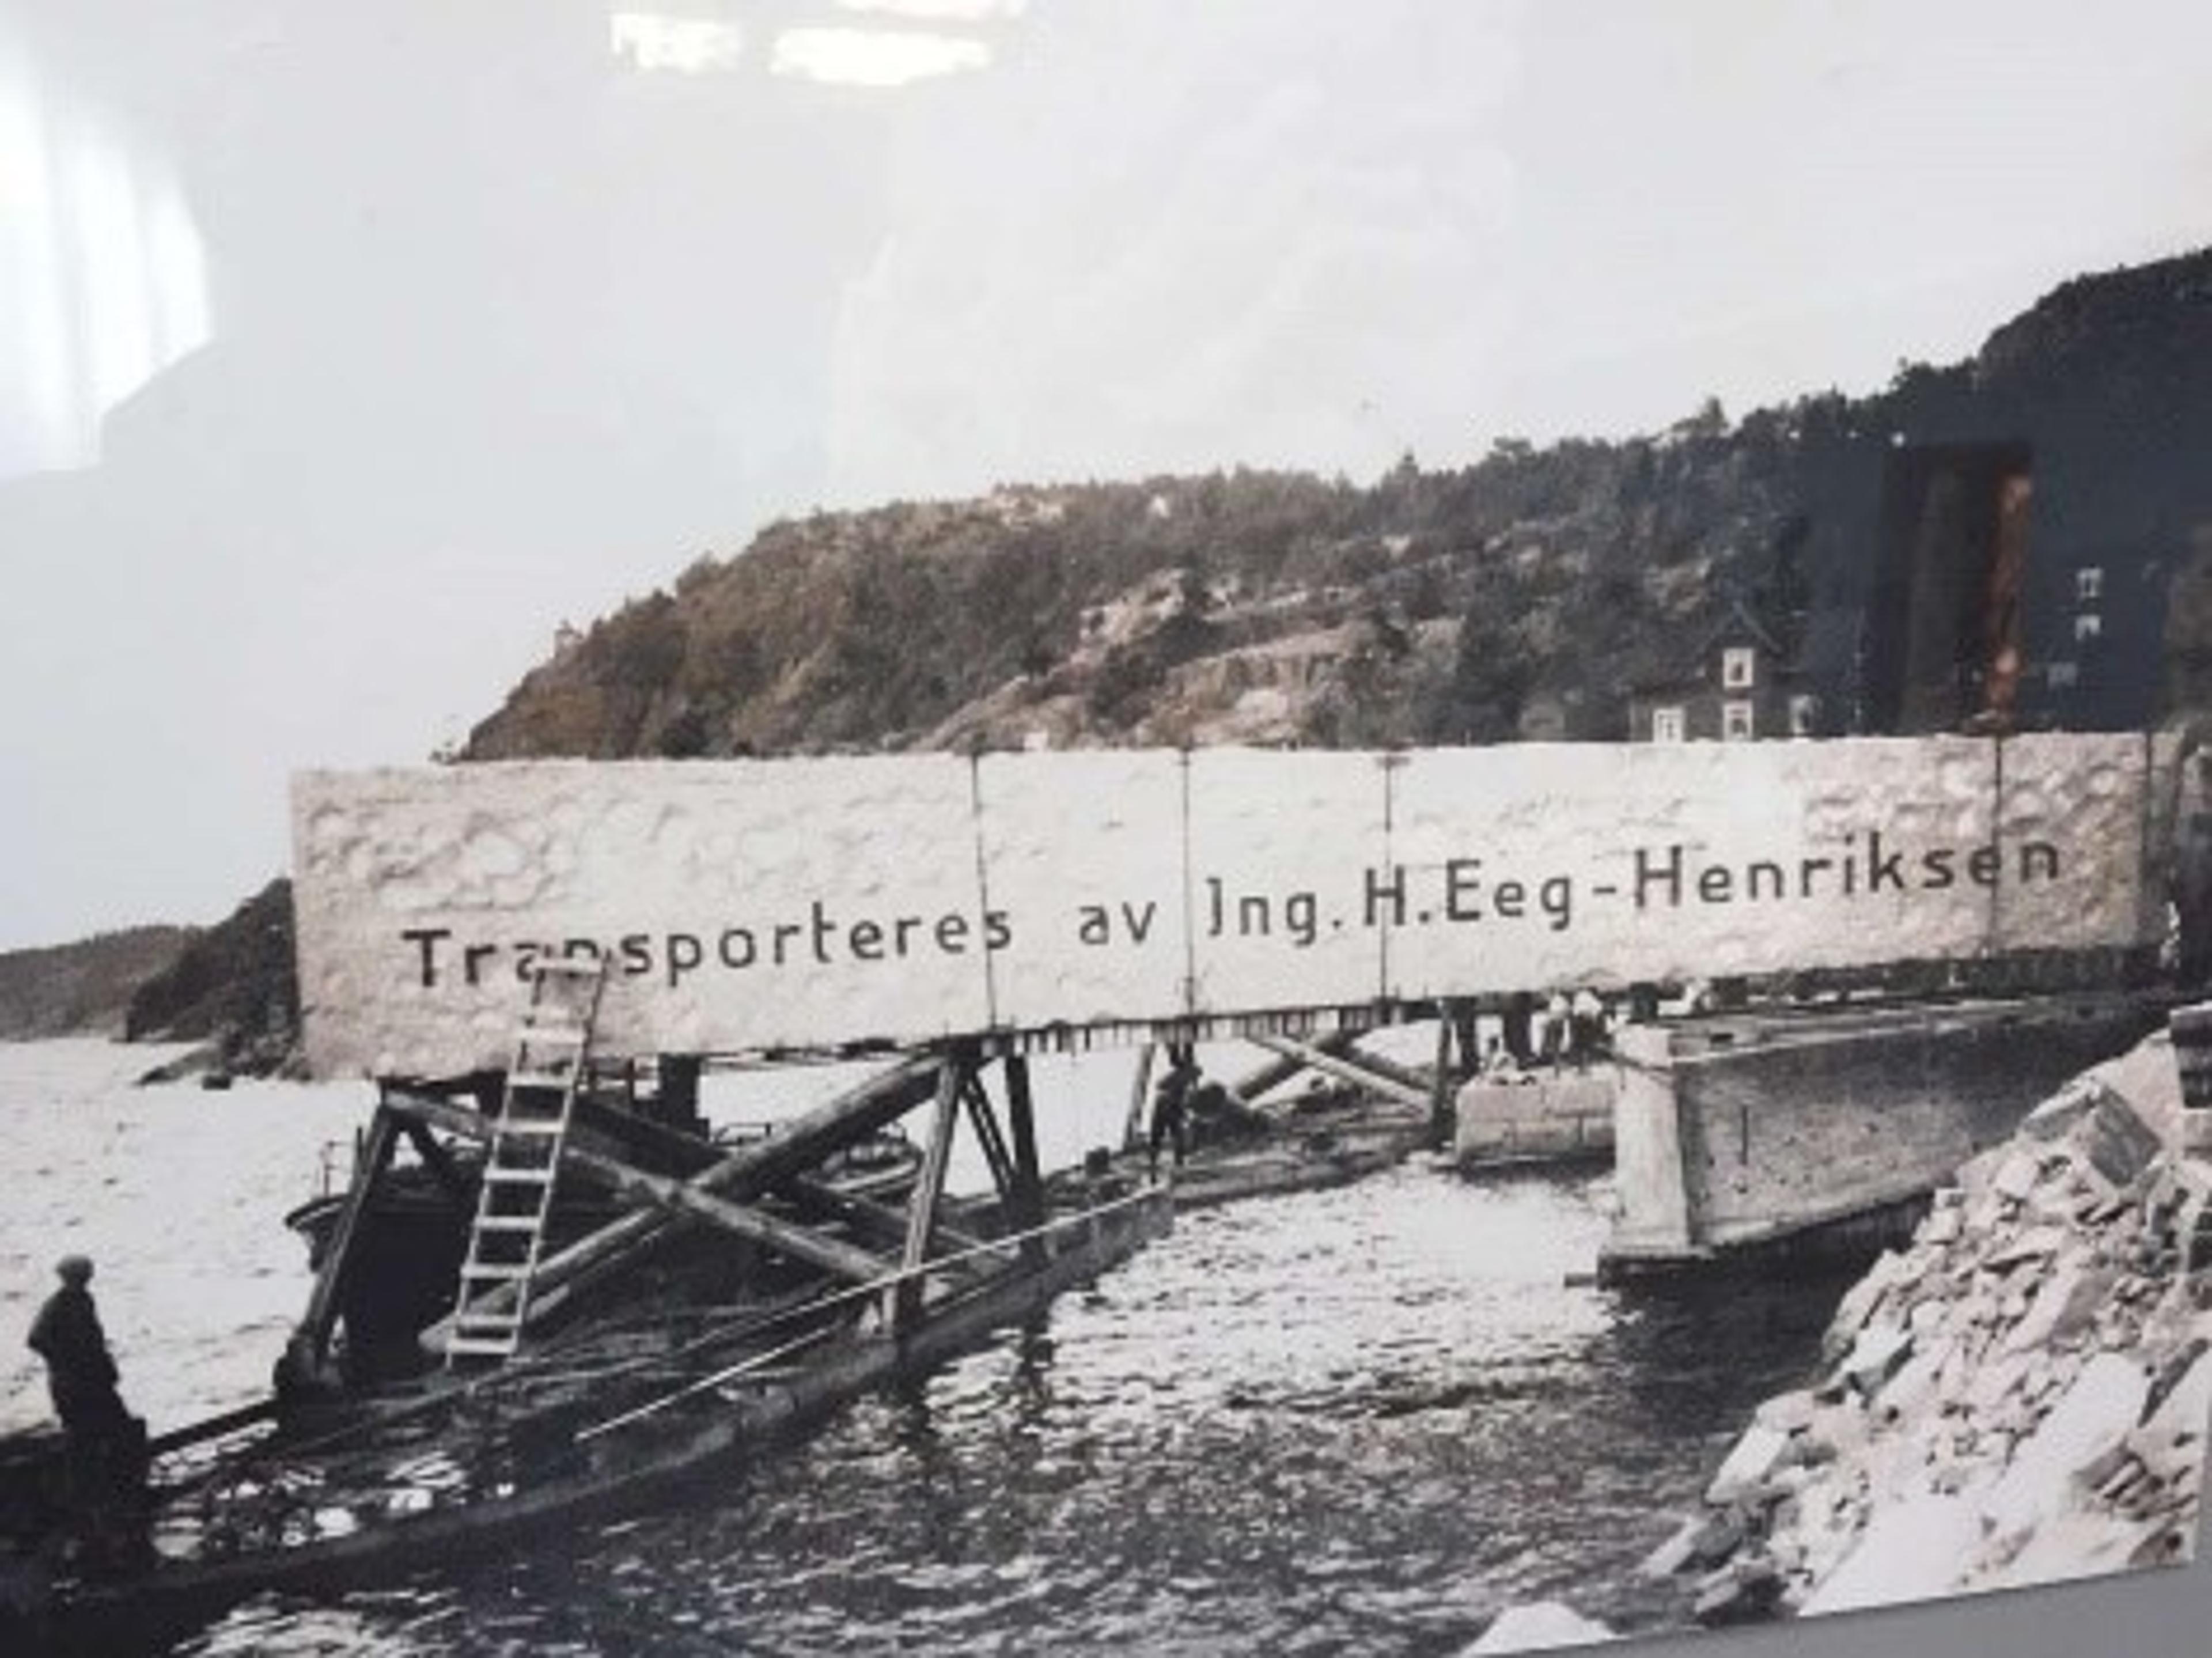 Transporteres av Ing. H. Eeg-Henriksen